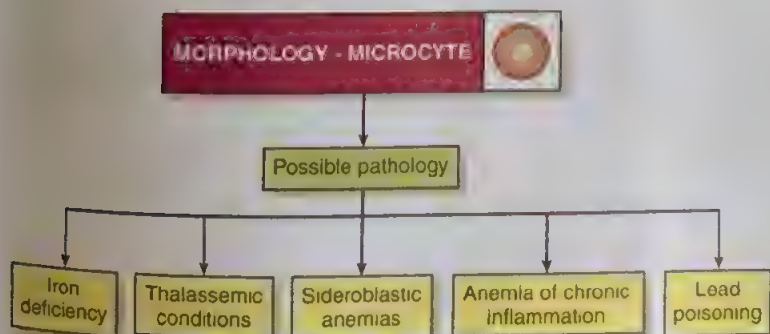 MORPHOLOGY - MICROCYTE
Possible pathology
Iron
deficiency
Thalassemic
conditions
Sideroblastic
anemias
Anemia of chronic
inflammation
Lead
poisoning